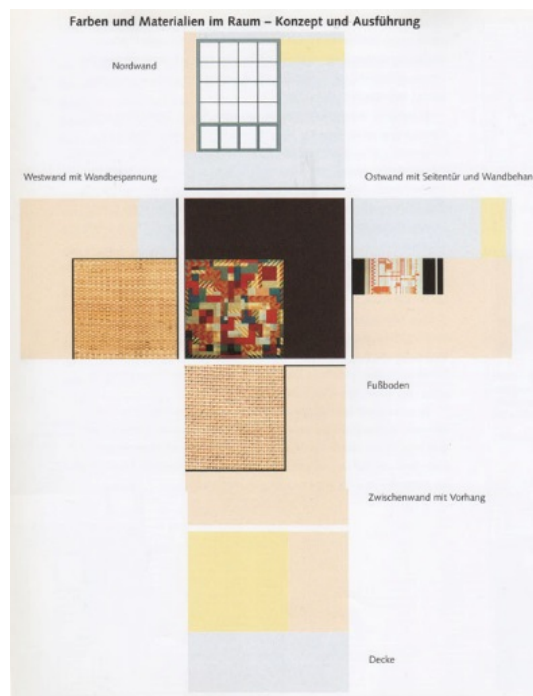 Farben und Materialien im Raum – Konzept und Ausführung
Nordwand
Westwand mit Wandbespannung
Ostwand mit Seitentür und Wandbehan
Fußboden
Zwischenwand mit Vorhang
Decke